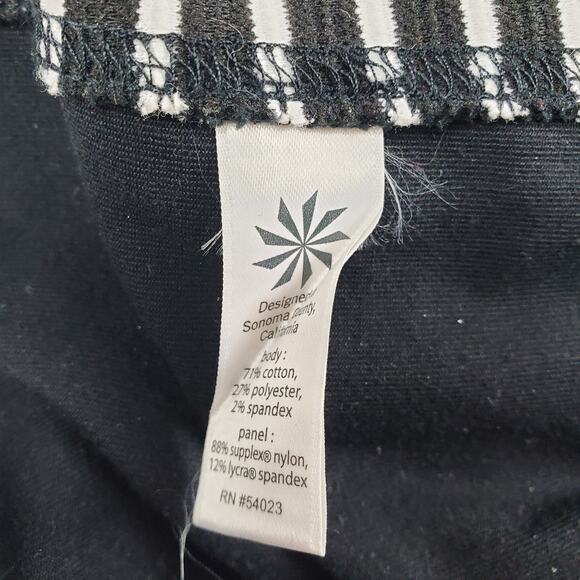 Designed
Sonoma County,
California
body :
71% cotton,
27% polyester,
2% spandex
panel :
88% supplex® nylon,
12% lycra® spandex
RN #54023